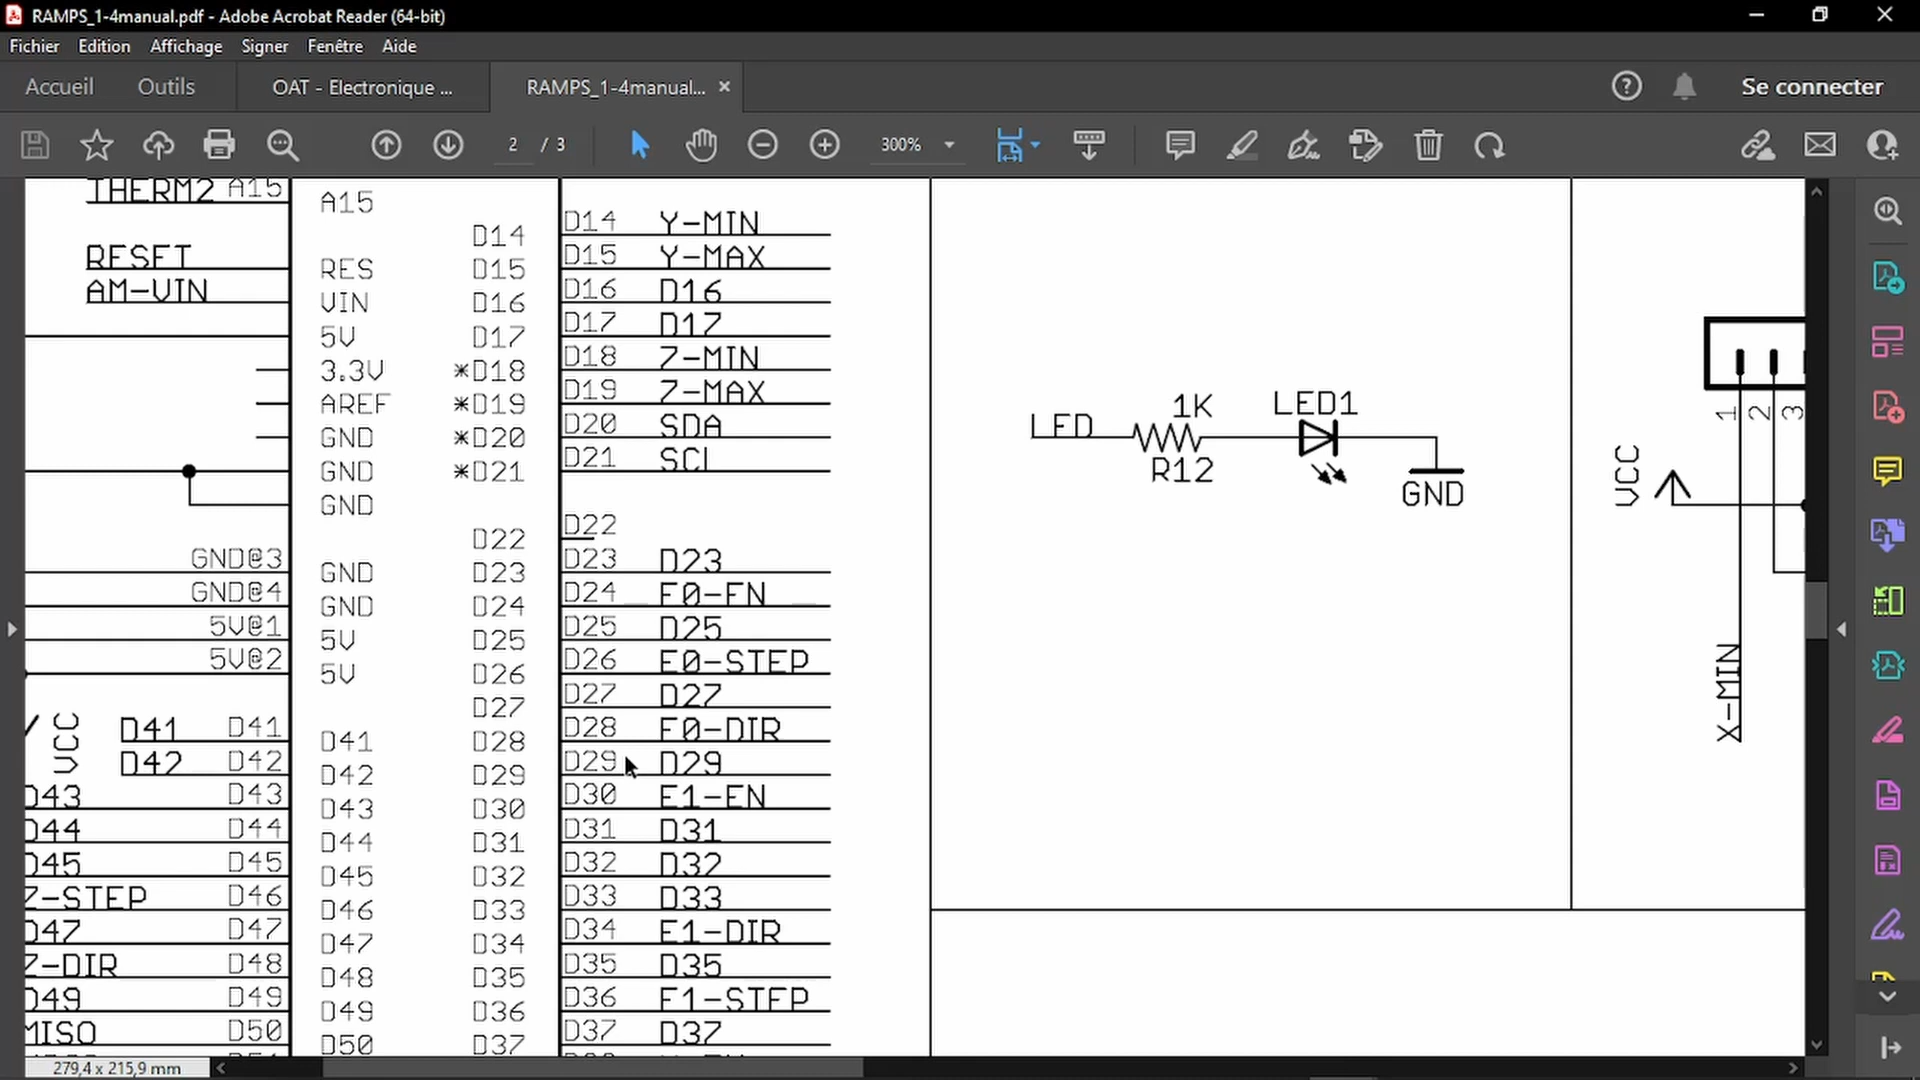 RAMPS_1-4manual.pdf - Adobe Acrobat Reader (64-bit)
Fichier Edition Affichage Signer Fenêtre Aide
Accueil Outils OAT - Electronique ... RAMPS_1-4manual... ×
Se connecter
2 / 3 300%
THERM2 A15 A15
D14 D14 Y-MIN
RESET RES D15 D15 Y-MAX
AM-VIN VIN D16 D16 D16
5V D17 D17 D17
3.3V *D18 D18 Z-MIN
AREF *D19 D19 Z-MAX
GND *D20 D20 SDA
GND *D21 D21 SCL
GND
D22 D22
GND@3 GND D23 D23 D23
GND@4 GND D24 D24 E0-EN
5V@1 5V D25 D25 D25
5V@2 5V D26 D26 E0-STEP
D27 D27 D27
VCC
D41 D41 D41 D28 D28 E0-DIR
D42 D42 D42 D29 D29 D29
D43 D43 D43 D30 D30 E1-EN
D44 D44 D44 D31 D31 D31
D45 D45 D45 D32 D32 D32
Z-STEP D46 D46 D33 D33 D33
D47 D47 D47 D34 D34 E1-DIR
Z-DIR D48 D48 D35 D35 D35
D49 D49 D49 D36 D36 E1-STEP
MISO D50 D50 D37 D37 D37
1K LED1
LED
R12
GND
1 2 3
VCC
X-MIN
279,4 x 215,9 mm